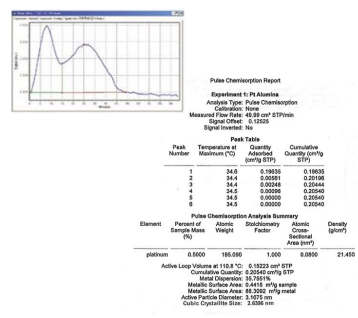 Pulse Chemisorption Report
Experiment 1: Pt Alumina
Analysis Type: Pulse Chemisorption
Calibration: None
Measured Flow Rate: 49.99 cm³ STP/min
Signal Offset: 0.12525
Signal Inverted: No
Peak Table
Peak Number Temperature at Maximum (°C) Quantity Adsorbed (cm³/g STP) Cumulative Quantity (cm³/g STP)
1 34.6 0.19635 0.19635
2 34.4 0.00561 0.20196
3 34.4 0.00248 0.20444
4 34.5 0.00096 0.20540
5 34.4 0.00000 0.20540
6 34.5 0.00000 0.20540
Pulse Chemisorption Analysis Summary
Element Percent of Sample Mass (%) Atomic Weight Stoichiometry Factor Atomic Cross-Sectional Area (nm²) Density (g/cm³)
platinum 0.5000 195.090 1.000 0.0800 21.450
Active Loop Volume at 110.8 °C: 0.15223 cm³ STP
Cumulative Quantity: 0.20540 cm³/g STP
Metal Dispersion: 35.7551%
Metallic Surface Area: 0.4415 m²/g sample
Metallic Surface Area: 88.3092 m²/g metal
Active Particle Diameter: 3.1675 nm
Cubic Crystallite Size: 2.6396 nm